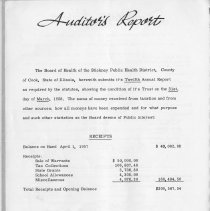 Auditor's Report
The Board of Health of the Stickney Public Health District, County
of Cook, State of Illinois, herewith submits its Twelfth Annual Report
as required by the statutes, showing the condition of its Trust on the 31st
day of March, 1958. The sums of money received from taxation and from
other sources; how all moneys have been expended and for what purpose
and such other statistics as the Board deems of Public Interest.
RECEIPTS
Balance on Hand April 1, 1957
Receipts:
Sale of Warrants
Tax Collections
State Grants
School Allowances
Miscellaneous
Total Receipts and Opening Balance